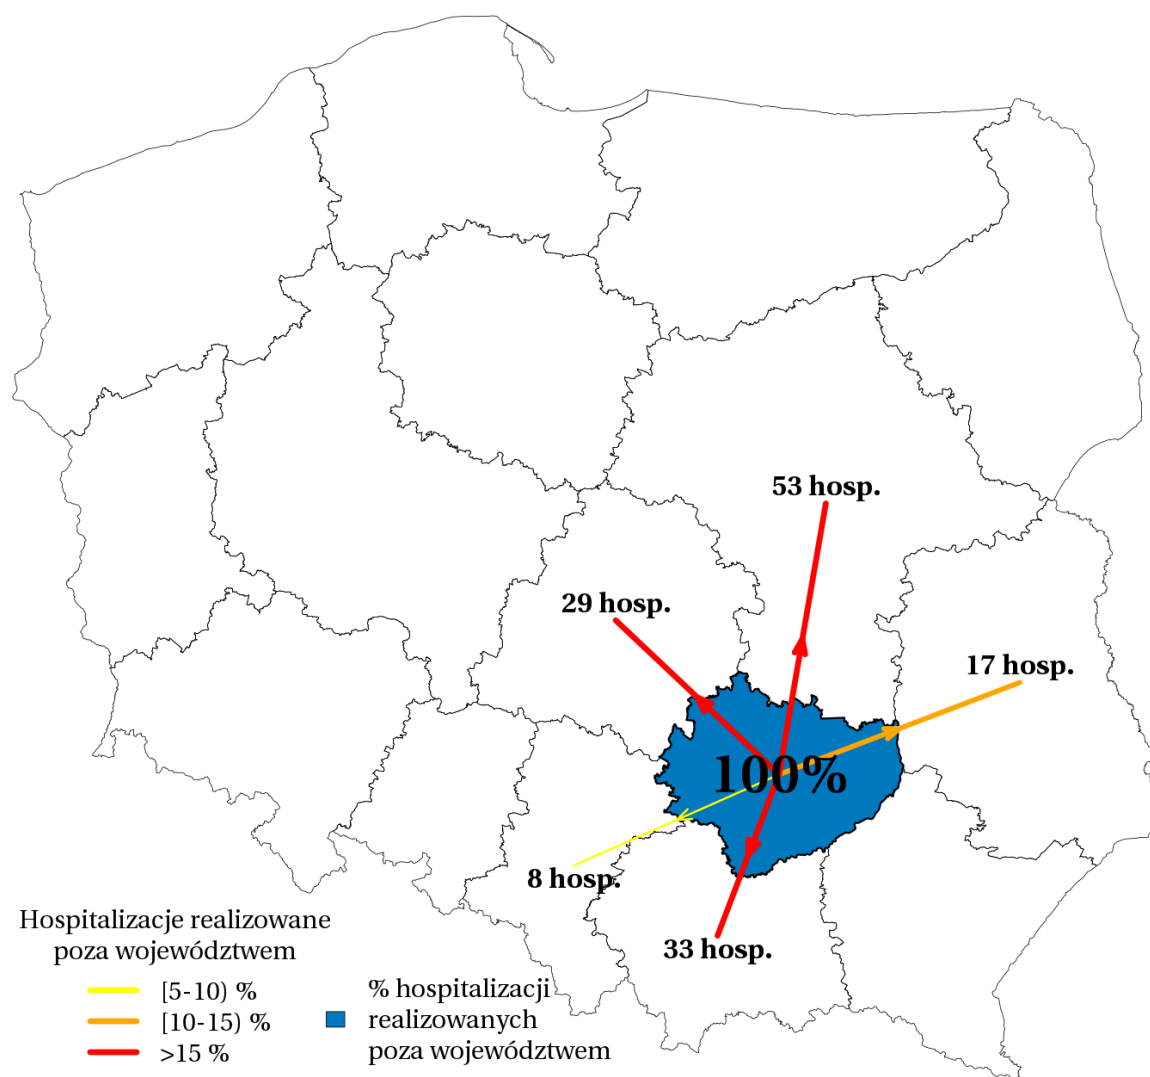 53 hosp.
29 hosp.
17 hosp.
100%
8 hosp.
33 hosp.
Hospitalizacje realizowane
poza województwem
[5-10) %
[10-15) %
>15 %
% hospitalizacji
realizowanych
poza województwem